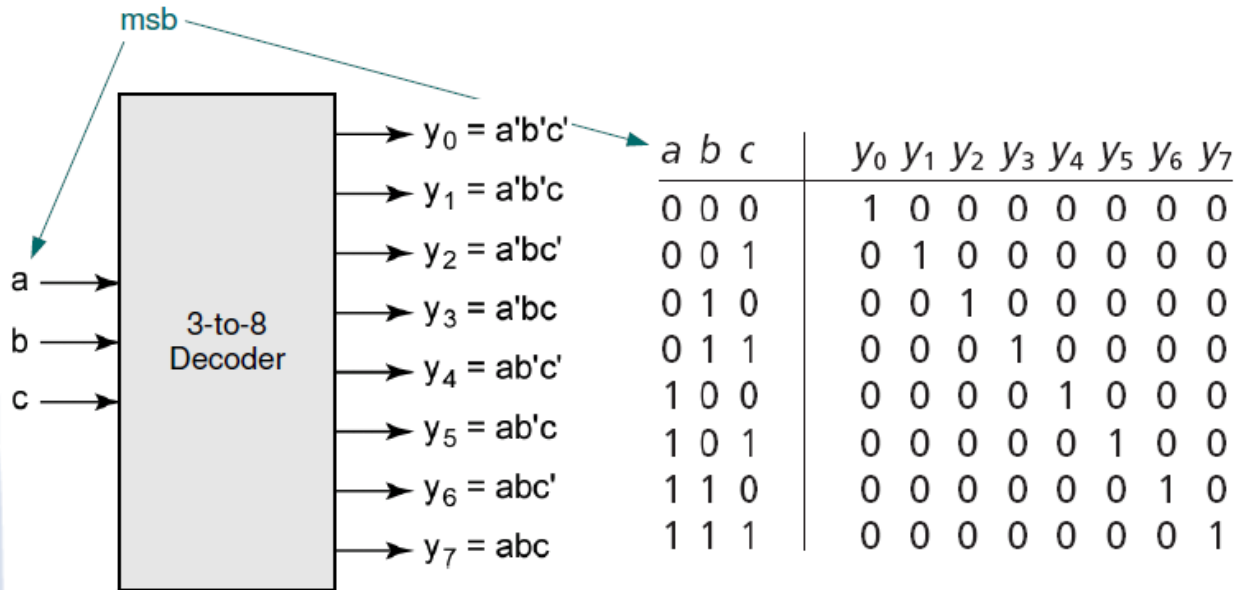 msb
a
b
c
3-to-8
Decoder
y₀ = a'b'c'
y₁ = a'b'c
y₂ = a'bc'
y₃ = a'bc
y₄ = ab'c'
y₅ = ab'c
y₆ = abc'
y₇ = abc
a b c y₀ y₁ y₂ y₃ y₄ y₅ y₆ y₇
0 0 0 1 0 0 0 0 0 0 0
0 0 1 0 1 0 0 0 0 0 0
0 1 0 0 0 1 0 0 0 0 0
0 1 1 0 0 0 1 0 0 0 0
1 0 0 0 0 0 0 1 0 0 0
1 0 1 0 0 0 0 0 1 0 0
1 1 0 0 0 0 0 0 0 1 0
1 1 1 0 0 0 0 0 0 0 1